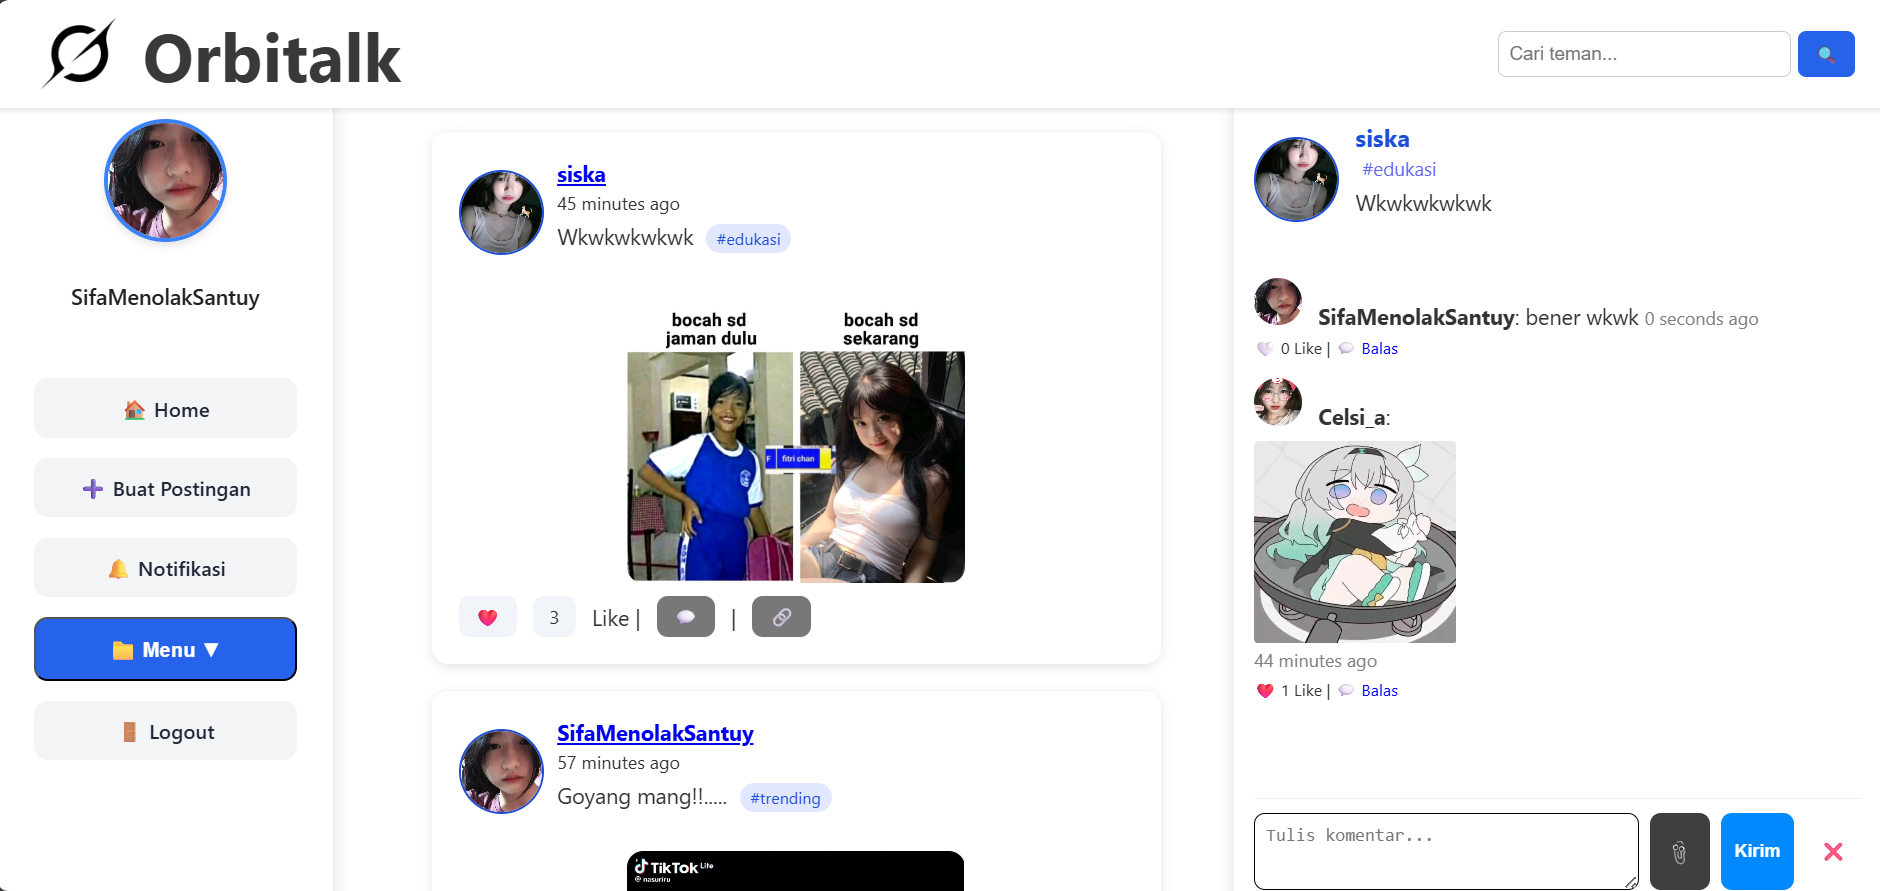 Orbitalk
Cari teman...
SifaMenolakSantuy
Home
Buat Postingan
Notifikasi
Menu ▼
Logout
siska
45 minutes ago
Wkwkwkwkwk #edukasi
bocah sd
jaman dulu
bocah sd
sekarang
F fitri chan
3 Like | |
SifaMenolakSantuy
57 minutes ago
Goyang mang!!..... #trending
TikTok Lite
@ nasuriru
siska
#edukasi
Wkwkwkwkwk
SifaMenolakSantuy: bener wkwk 0 seconds ago
0 Like | Balas
Celsi_a:
44 minutes ago
1 Like | Balas
Tulis komentar...
Kirim